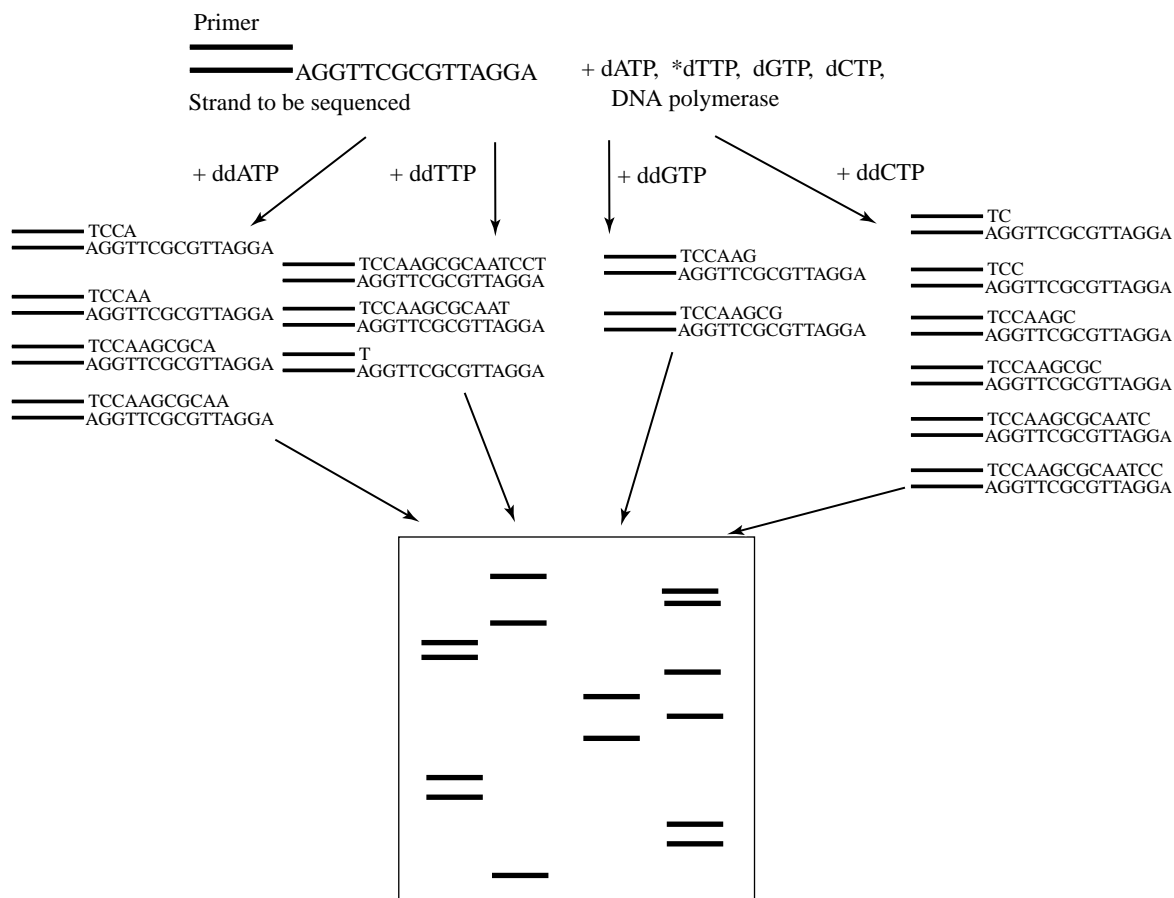 Primer
AGGTTCGCGTTAGGA
Strand to be sequenced
+ dATP, *dTTP, dGTP, dCTP,
DNA polymerase
+ ddATP
+ ddTTP
+ ddGTP
+ ddCTP
TCCA
AGGTTCGCGTTAGGA
TCCAA
AGGTTCGCGTTAGGA
TCCAAGCGCA
AGGTTCGCGTTAGGA
TCCAAGCGCAA
AGGTTCGCGTTAGGA
TCCAAGCGCAATCCT
AGGTTCGCGTTAGGA
TCCAAGCGCAAT
AGGTTCGCGTTAGGA
T
AGGTTCGCGTTAGGA
TCCAAG
AGGTTCGCGTTAGGA
TCCAAGCG
AGGTTCGCGTTAGGA
TC
AGGTTCGCGTTAGGA
TCC
AGGTTCGCGTTAGGA
TCCAAGC
AGGTTCGCGTTAGGA
TCCAAGCGC
AGGTTCGCGTTAGGA
TCCAAGCGCAATC
AGGTTCGCGTTAGGA
TCCAAGCGCAATCC
AGGTTCGCGTTAGGA